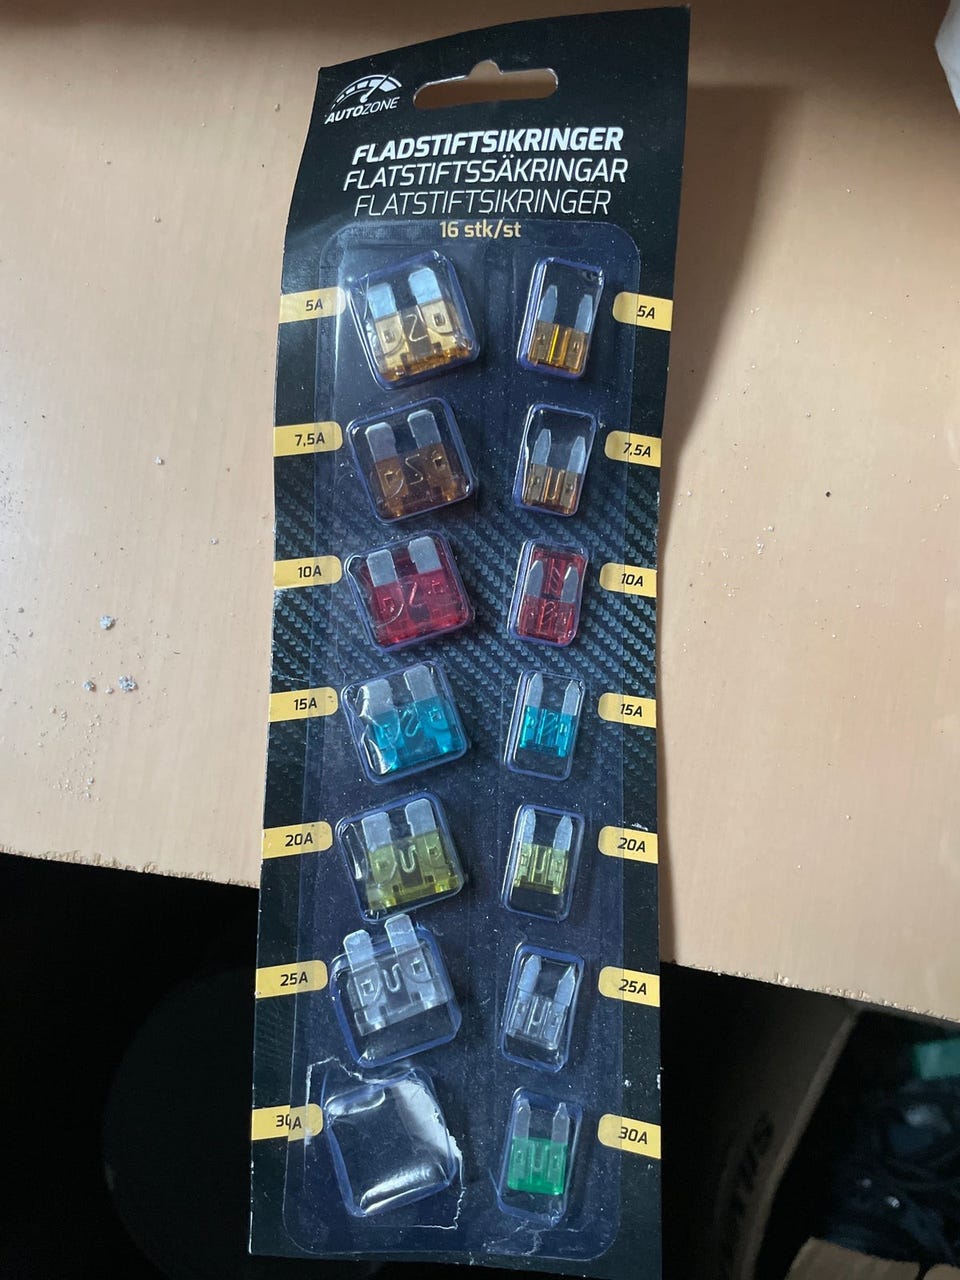 AUTOZONE
FLADSTIFTSIKRINGER
FLATSTIFTSSÄKRINGAR
FLATSTIFTSIKRINGER
16 stk/st
5A 5A
7,5A 7,5A
10A 10A
15A 15A
20A 20A
25A 25A
30A 30A